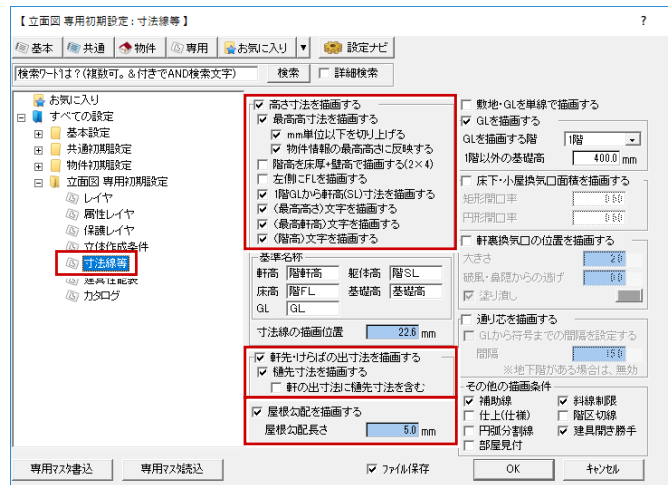 【 立面図 専用初期設定 : 寸法線等 】
?
基本 共通 物件 専用 お気に入り ▼ 設定ナビ
検索ワードは?(複数可。&付きでAND検索文字) 検索 詳細検索
お気に入り
すべての設定
基本設定
共通初期設定
物件初期設定
立面図 専用初期設定
レイヤ
属性レイヤ
保護レイヤ
立体作成条件
寸法線等
建具性能表
カタログ
高さ寸法を描画する
最高高寸法を描画する
mm単位以下を切り上げる
物件情報の最高高さに反映する
階高を床厚+壁高で描画する(2×4)
左側にFLを描画する
1階GLから軒高(SL)寸法を描画する
(最高高さ)文字を描画する
(最軒高)文字を描画する
(階高)文字を描画する
基準名称
軒高 階軒高 躯体高 階SL
床高 階FL 基礎高 基礎高
GL GL
寸法線の描画位置 22.6 mm
軒先・けらばの出寸法を描画する
樋先寸法を描画する
軒の出寸法に樋先寸法を含む
屋根勾配を描画する
屋根勾配長さ 5.0 mm
敷地・GLを単線で描画する
GLを描画する
GLを描画する階 1階
1階以外の基礎高 400.0 mm
床下・小屋換気口面積を描画する
矩形開口率 0.60
円形開口率 0.60
軒裏換気口の位置を描画する
大きさ 2.0
破風・鼻隠からの逃げ 0.0
塗り潰し
通り芯を描画する
GLから符号までの間隔を設定する
間隔 15.0
※地下階がある場合は、無効
その他の描画条件
補助線 斜線制限
仕上(仕様) 階区切線
円弧分割線 建具開き勝手
部屋見付
専用マスタ書込 専用マスタ読込 ファイル保存 OK キャンセル